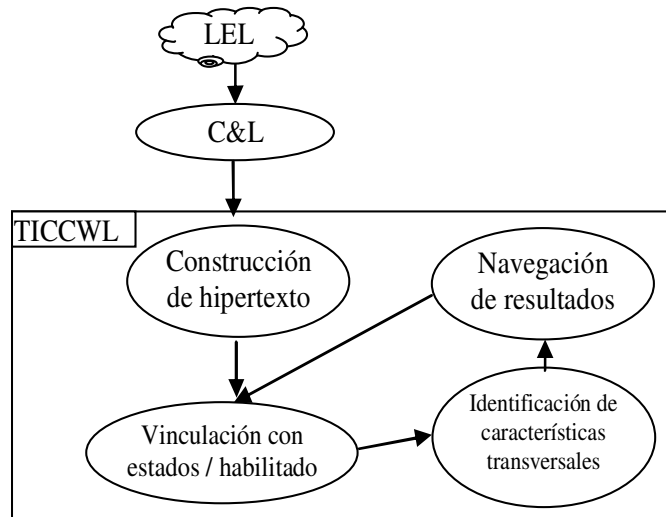 LEL
C&L
TICCWL
Construcción
de hipertexto
Navegación
de resultados
Vinculación con
estados / habilitado
Identificación de
características
transversales